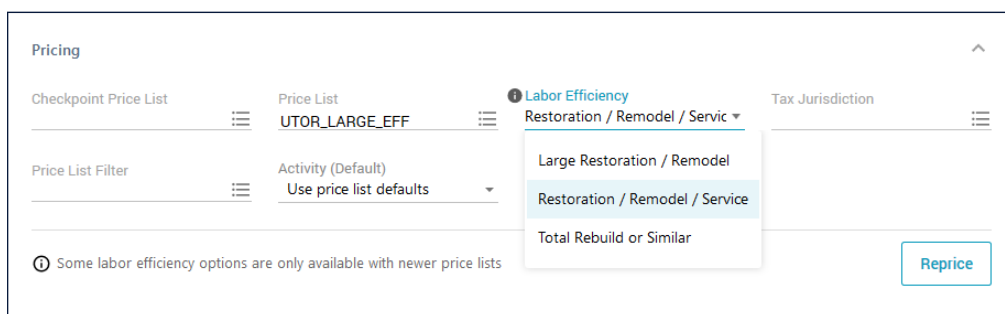 Pricing
Checkpoint Price List
Price List
UTOR_LARGE_EFF
Labor Efficiency
Restoration / Remodel / Servic
Tax Jurisdiction
Large Restoration / Remodel
Restoration / Remodel / Service
Total Rebuild or Similar
Price List Filter
Activity (Default)
Use price list defaults
Some labor efficiency options are only available with newer price lists
Reprice